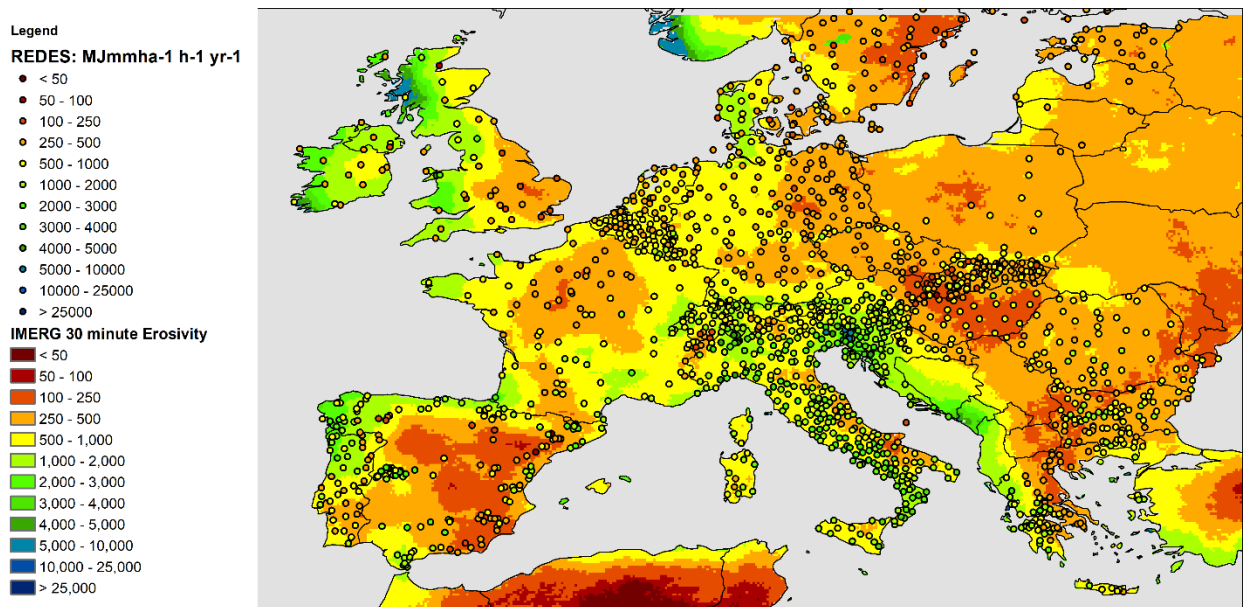 Legend
REDES: MJmmha-1 h-1 yr-1
< 50
50 - 100
100 - 250
250 - 500
500 - 1000
1000 - 2000
2000 - 3000
3000 - 4000
4000 - 5000
5000 - 10000
10000 - 25000
> 25000
IMERG 30 minute Erosivity
< 50
50 - 100
100 - 250
250 - 500
500 - 1,000
1,000 - 2,000
2,000 - 3,000
3,000 - 4,000
4,000 - 5,000
5,000 - 10,000
10,000 - 25,000
> 25,000